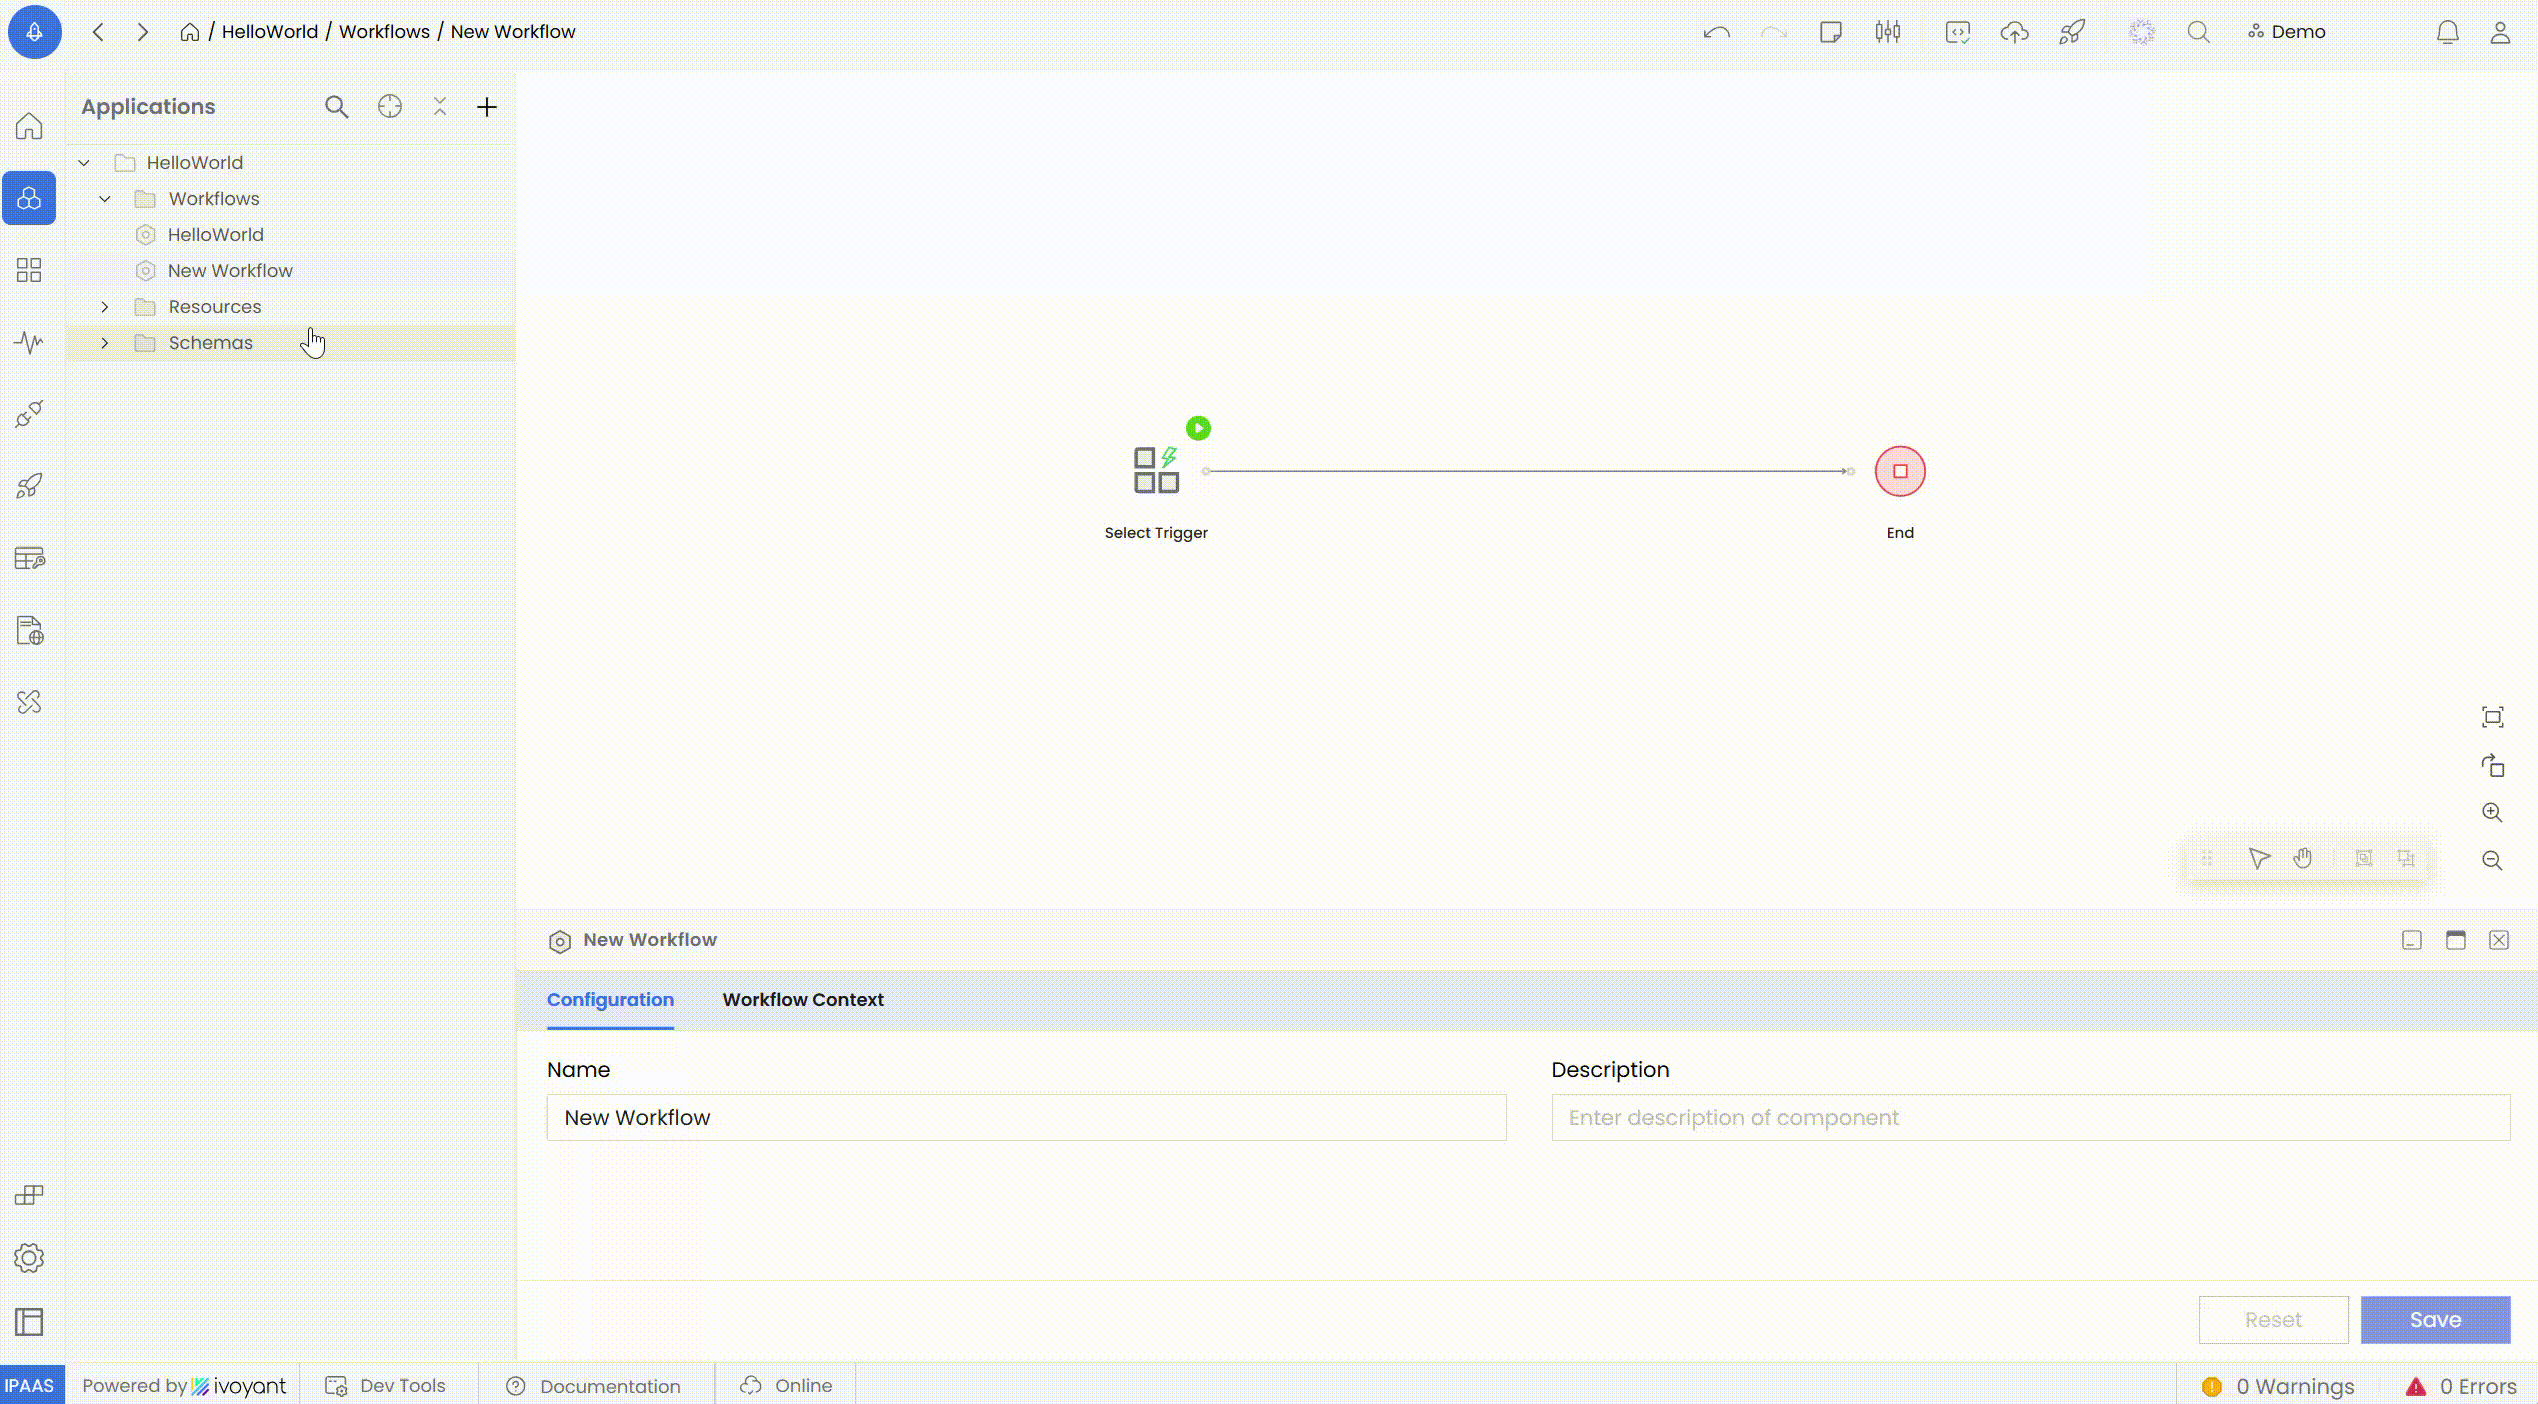 / HelloWorld / Workflows / New Workflow
Demo
Applications
HelloWorld
Workflows
HelloWorld
New Workflow
Resources
Schemas
Select Trigger
End
New Workflow
Configuration
Workflow Context
Name
Description
New Workflow
Enter description of component
Reset
Save
IPAAS
Powered by ivoyant
Dev Tools
Documentation
Online
0 Warnings
0 Errors